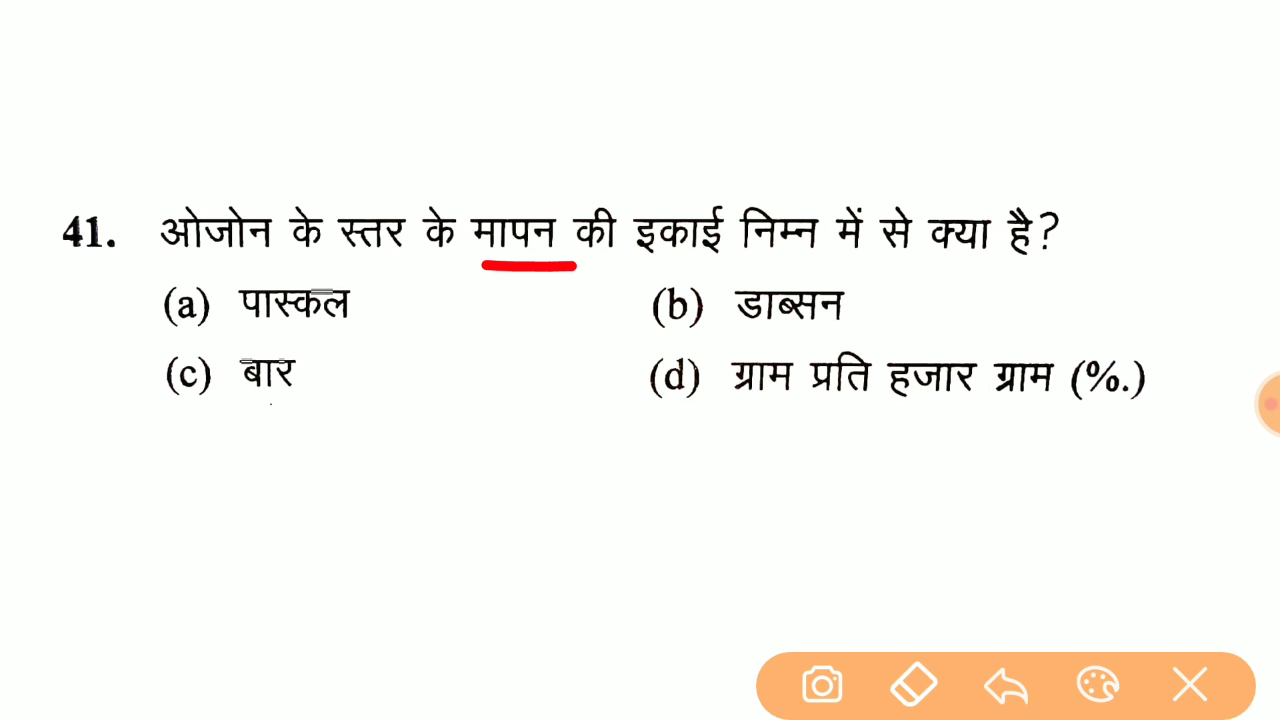 41. ओजोन के स्तर के मापन की इकाई निम्न में से क्या है?
(a) पास्कल (b) डाब्सन
(c) बार (d) ग्राम प्रति हजार ग्राम (%.)